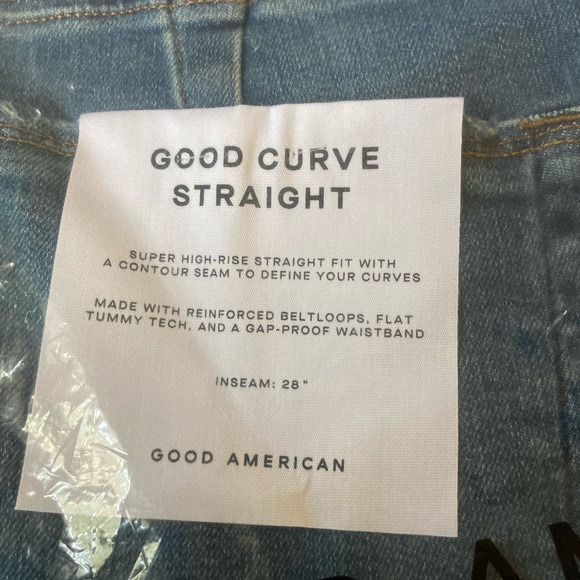 GOOD CURVE
STRAIGHT
SUPER HIGH-RISE STRAIGHT FIT WITH
A CONTOUR SEAM TO DEFINE YOUR CURVES
MADE WITH REINFORCED BELTLOOPS, FLAT
TUMMY TECH, AND A GAP-PROOF WAISTBAND
INSEAM: 28"
GOOD AMERICAN